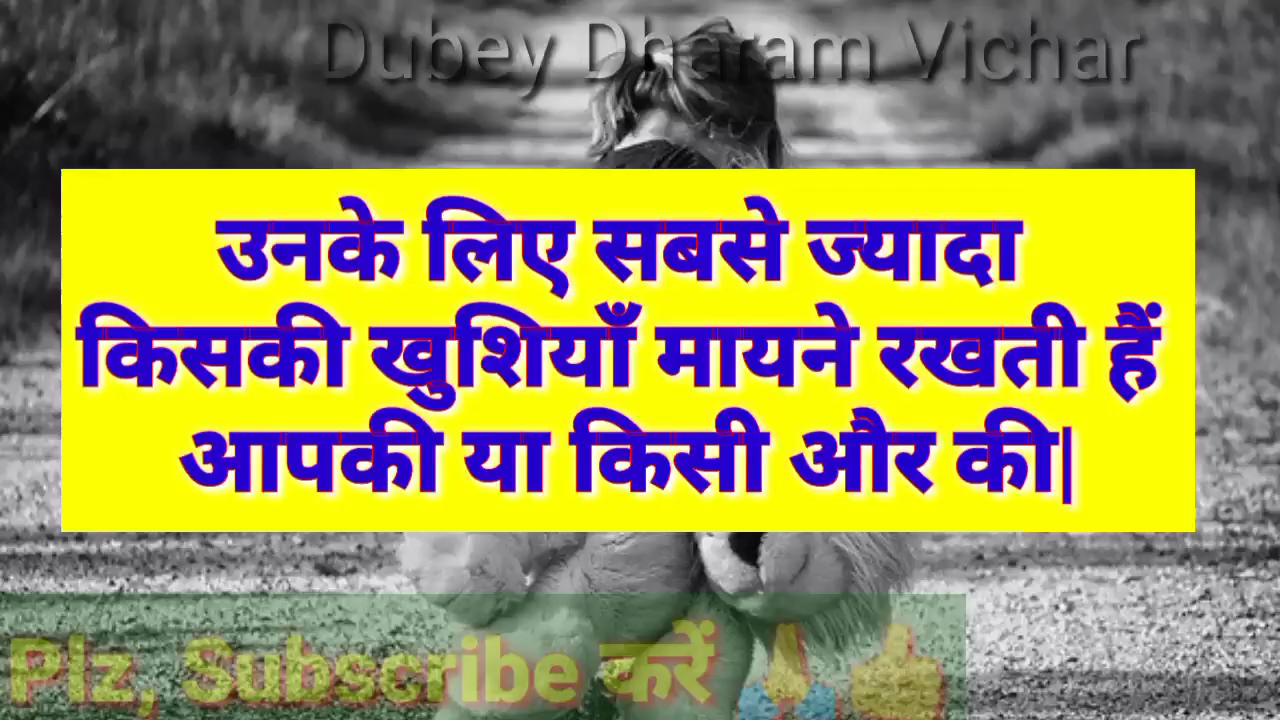 Dubey Dharam Vichar
उनके लिए सबसे ज्यादा
किसकी खुशियाँ मायने रखती हैं
आपकी या किसी और की|
Plz, Subscribe करें 🙏👍